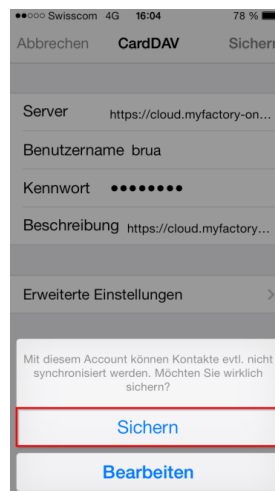 Swisscom 4G 16:04 78 %
Abbrechen CardDAV Sichern
Server https://cloud.myfactory-on...
Benutzername brua
Kennwort ●●●●●●●●
Beschreibung https://cloud.myfactory...
Erweiterte Einstellungen
Mit diesem Account können Kontakte evtl. nicht
synchronisiert werden. Möchten Sie wirklich
sichern?
Sichern
Bearbeiten